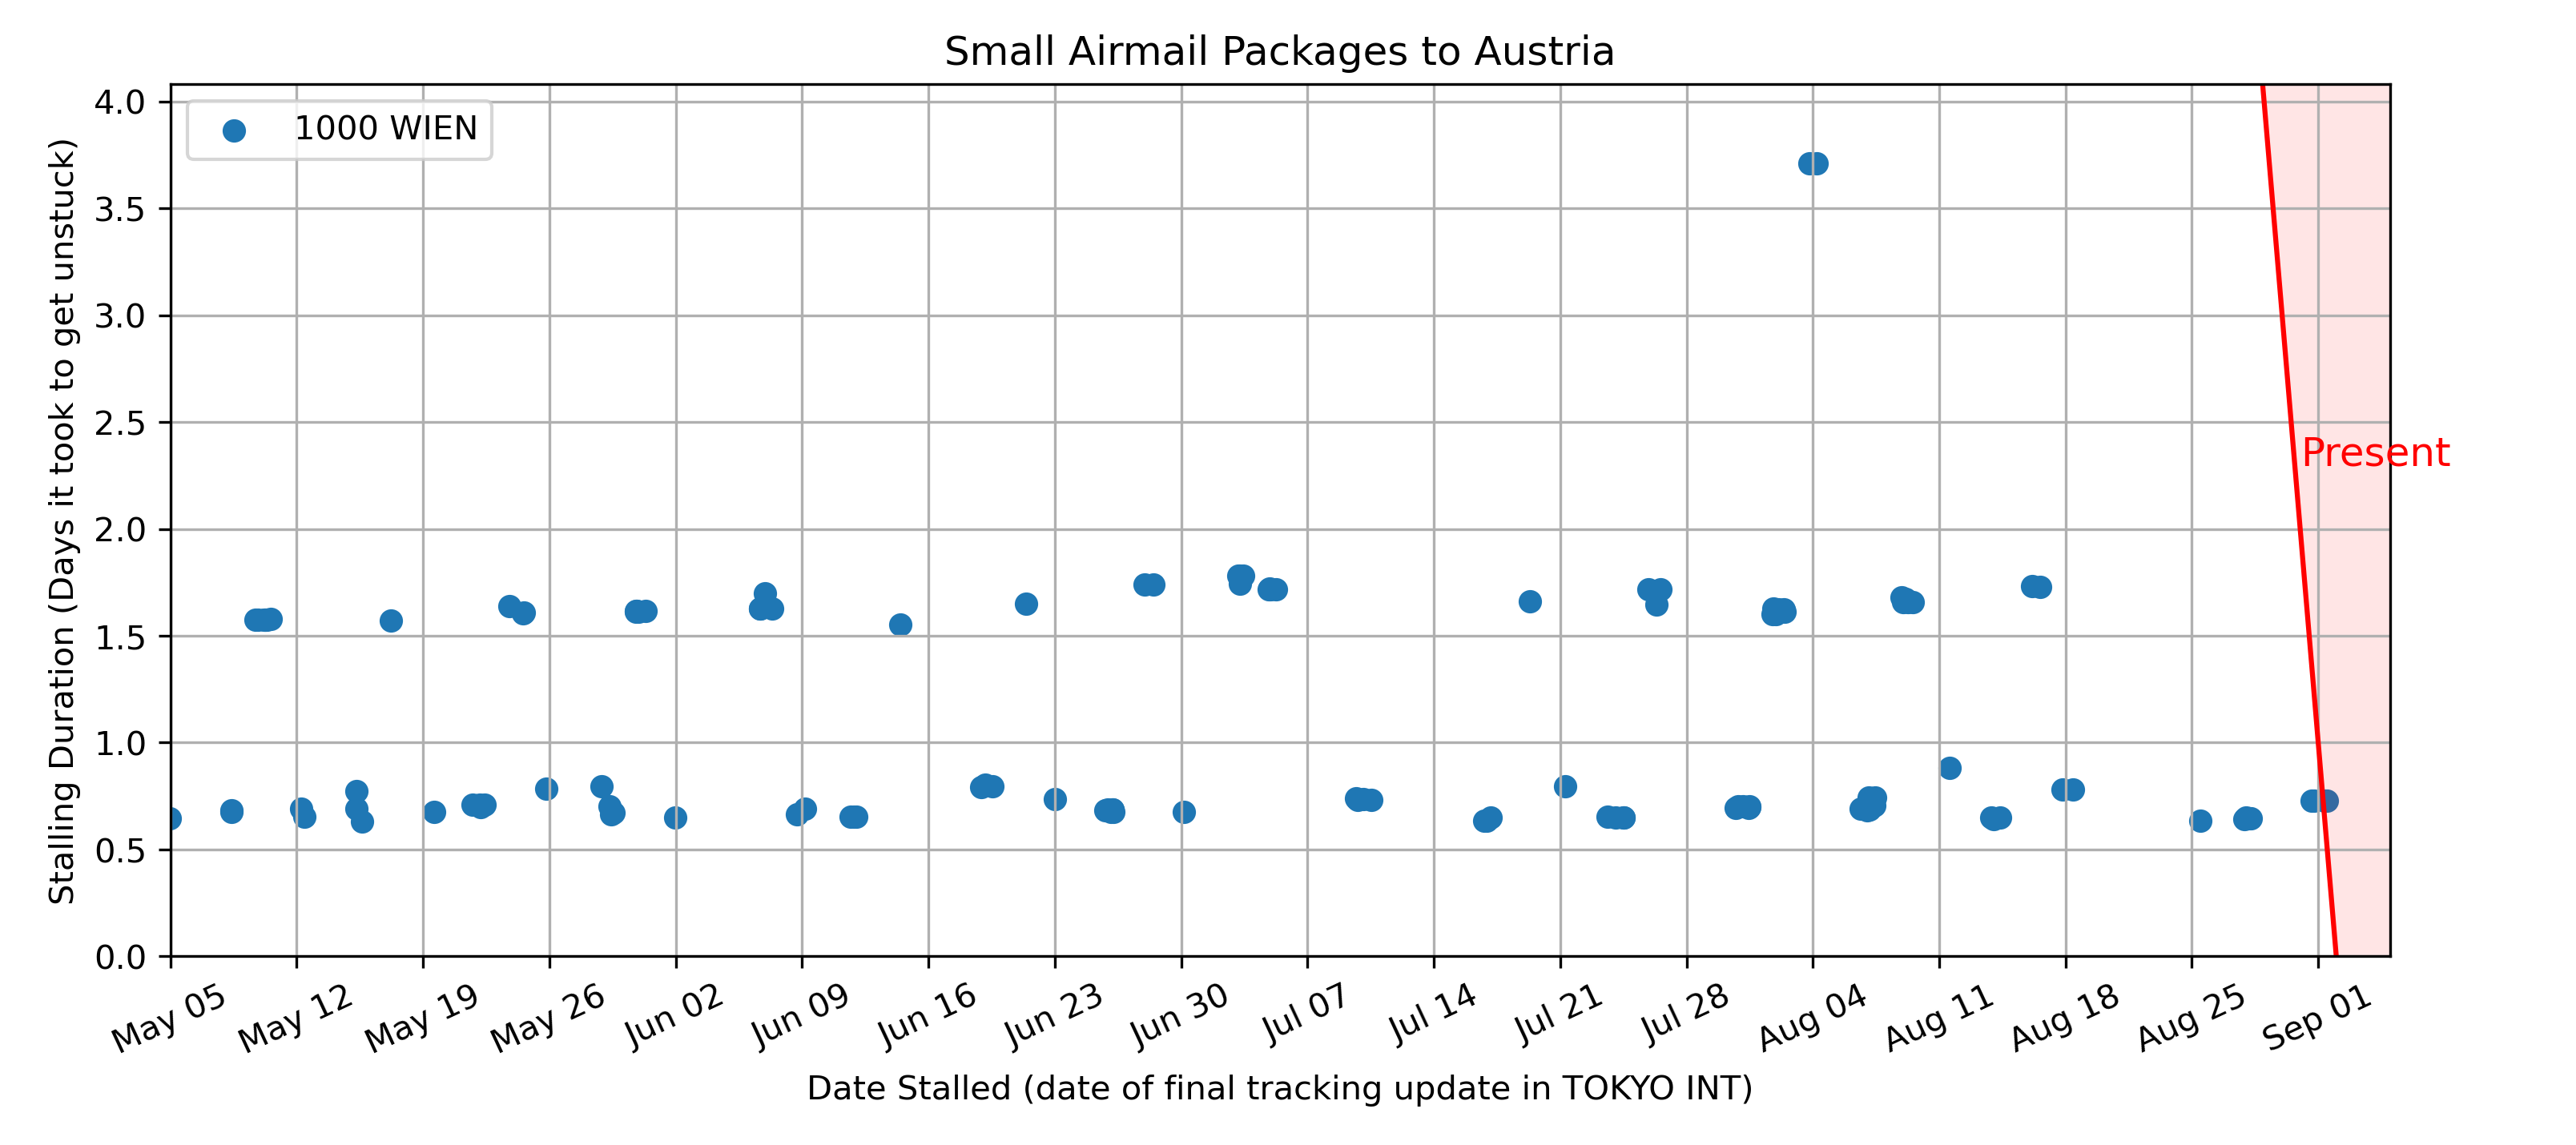 Small Airmail Packages to Austria
1000 WIEN
Stalling Duration (Days it took to get unstuck)
4.0
3.5
3.0
2.5
2.0
1.5
1.0
0.5
0.0
Present
May 05
May 12
May 19
May 26
Jun 02
Jun 09
Jun 16
Jun 23
Jun 30
Jul 07
Jul 14
Jul 21
Jul 28
Aug 04
Aug 11
Aug 18
Aug 25
Sep 01
Date Stalled (date of final tracking update in TOKYO INT)